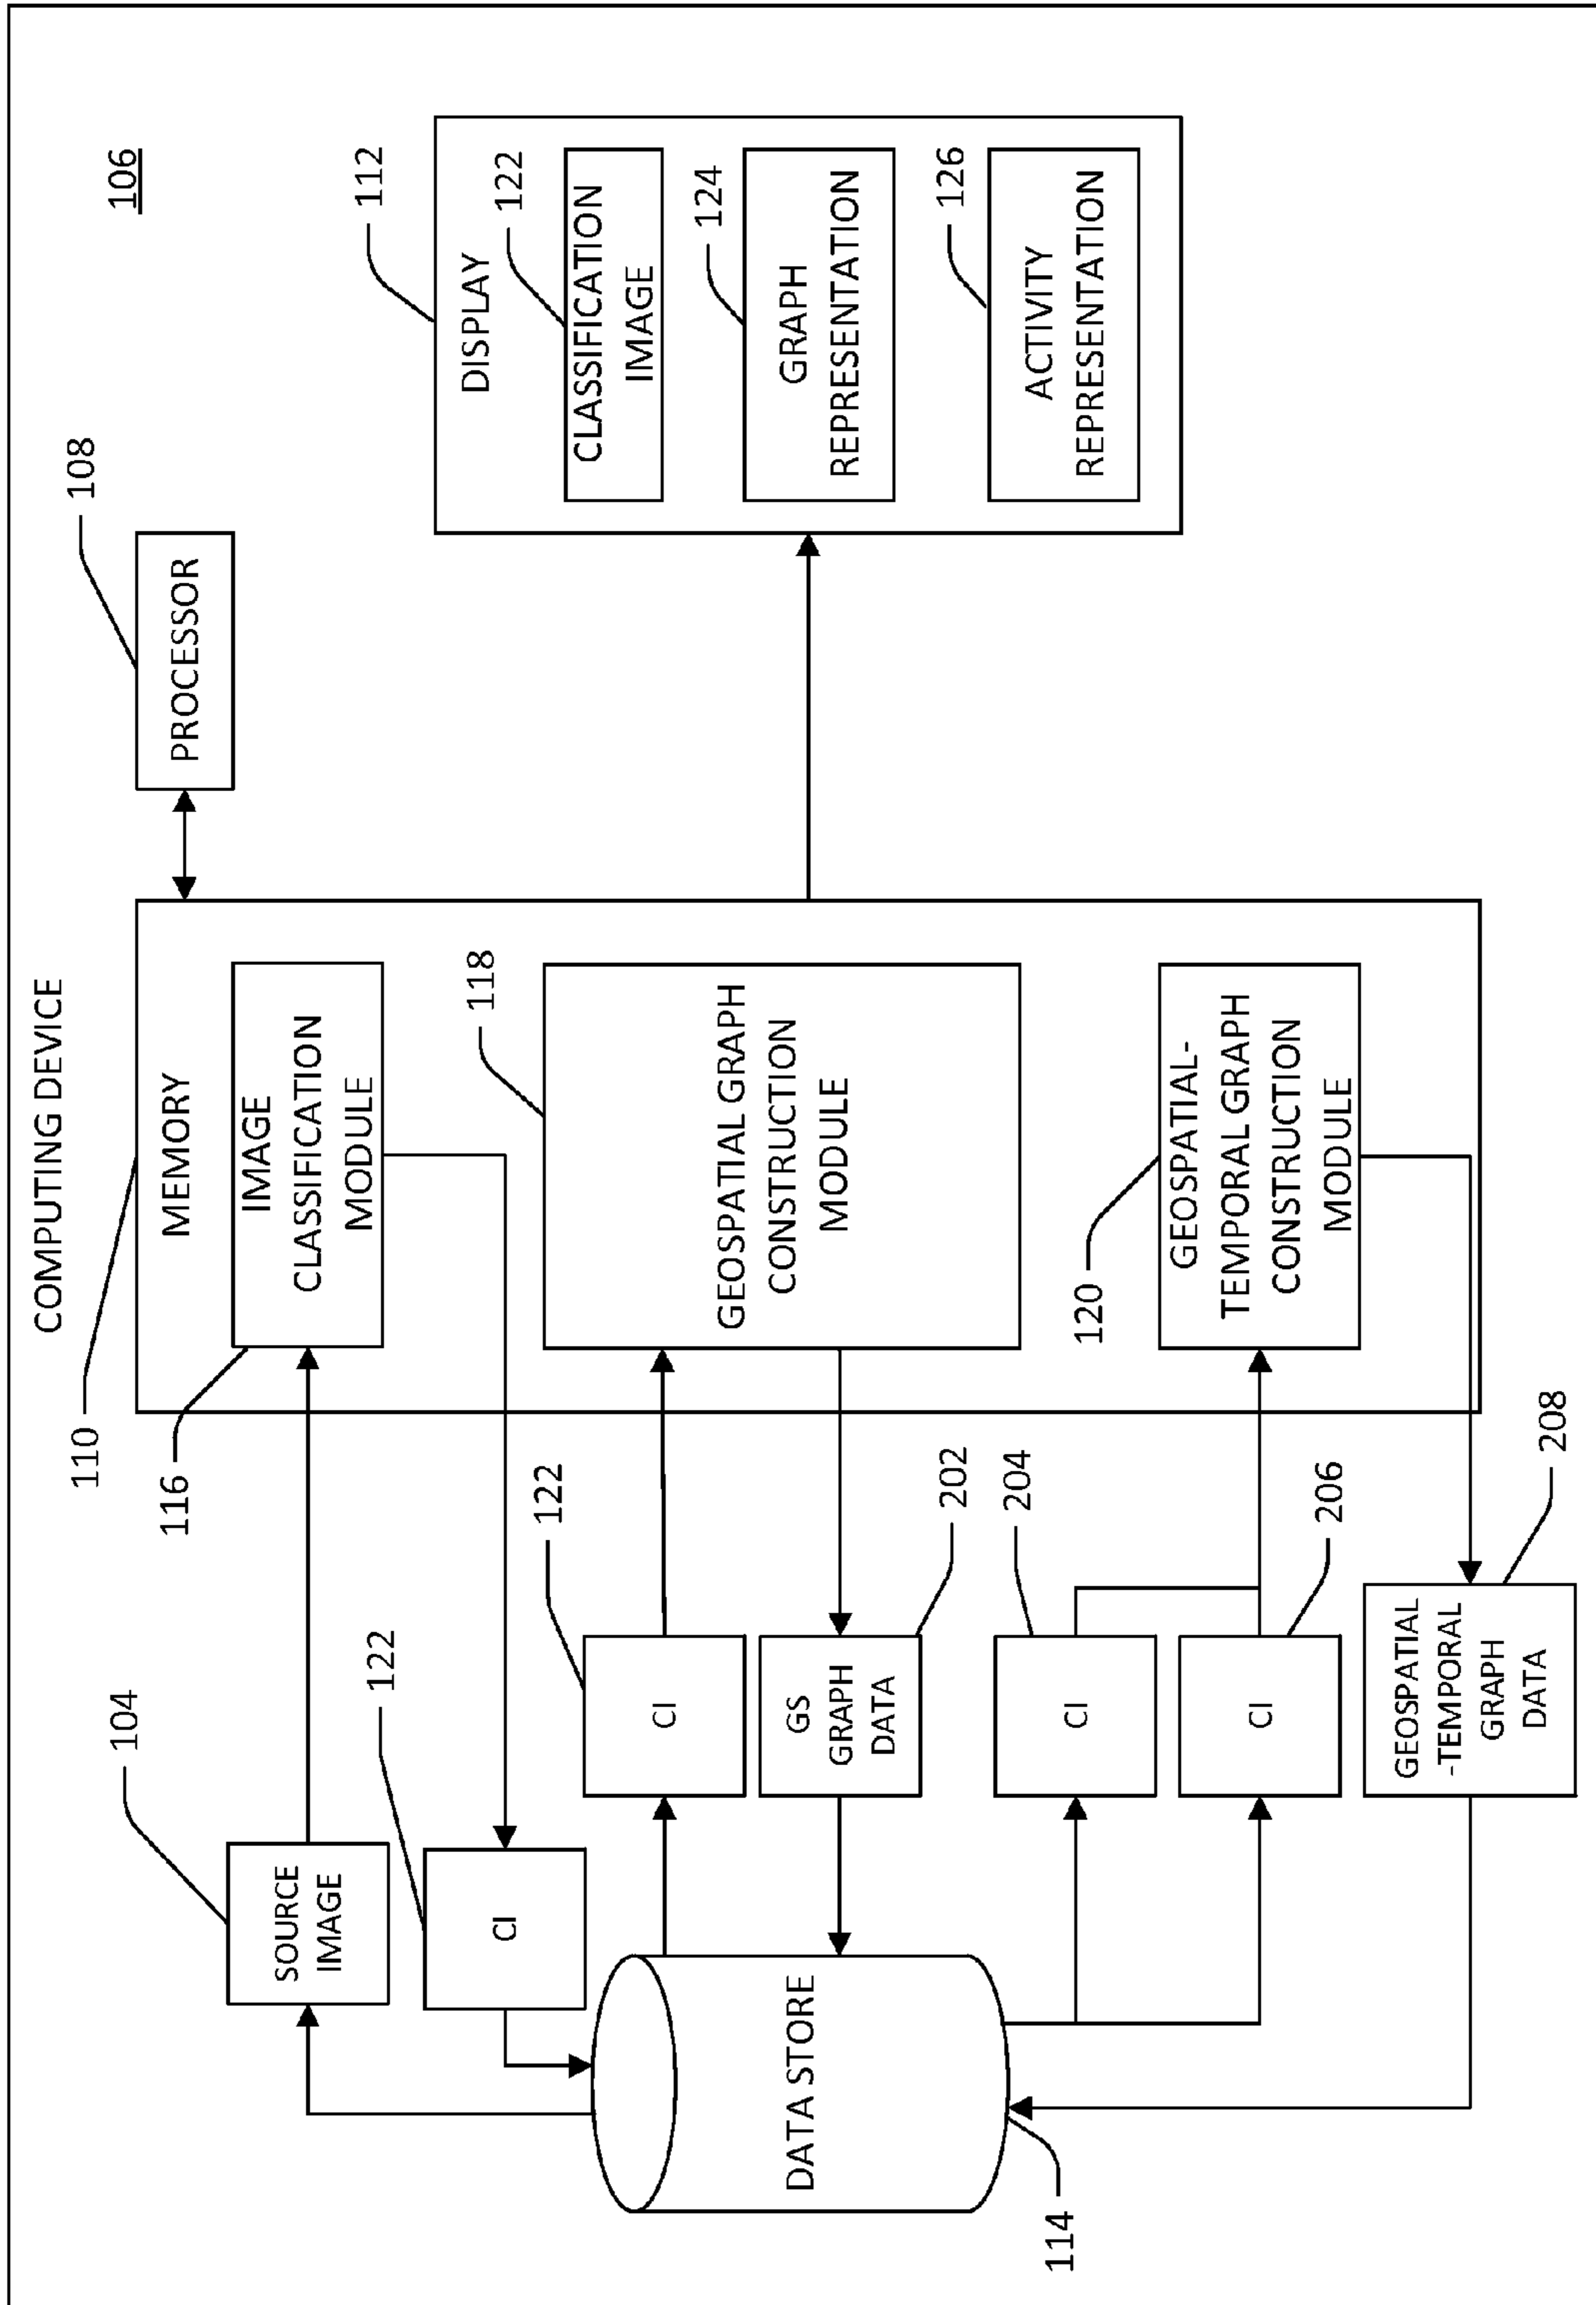 COMPUTING DEVICE
106
110
MEMORY
116
IMAGE
CLASSIFICATION
MODULE
118
GEOSPATIAL GRAPH
CONSTRUCTION
MODULE
120
GEOSPATIAL-
TEMPORAL GRAPH
CONSTRUCTION
MODULE
108
PROCESSOR
112
DISPLAY
122
CLASSIFICATION
IMAGE
124
GRAPH
REPRESENTATION
126
ACTIVITY
REPRESENTATION
104
SOURCE
IMAGE
122
CI
122
CI
202
GS
GRAPH
DATA
204
CI
206
CI
208
GEOSPATIAL
-TEMPORAL
GRAPH
DATA
DATA STORE
114